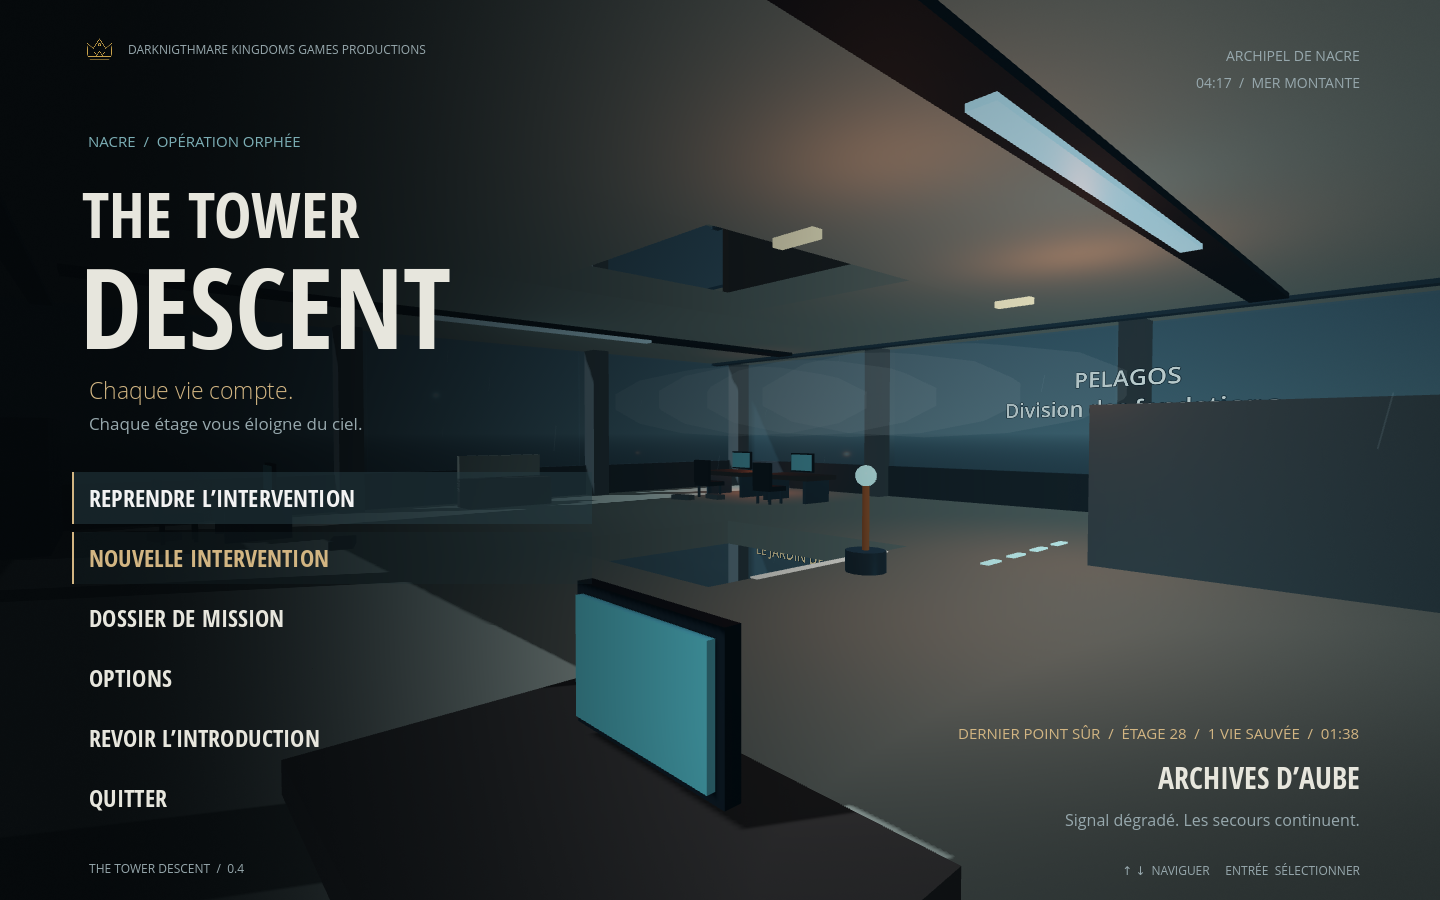 DARKNIGTHMARE KINGDOMS GAMES PRODUCTIONS
ARCHIPEL DE NACRE
04:17 / MER MONTANTE
NACRE / OPÉRATION ORPHÉE
THE TOWER
DESCENT
Chaque vie compte.
Chaque étage vous éloigne du ciel.
PELAGOS
Division
REPRENDRE L’INTERVENTION
NOUVELLE INTERVENTION
LE JARDIN
DOSSIER DE MISSION
OPTIONS
REVOIR L’INTRODUCTION
QUITTER
DERNIER POINT SÛR / ÉTAGE 28 / 1 VIE SAUVÉE / 01:38
ARCHIVES D’AUBE
Signal dégradé. Les secours continuent.
THE TOWER DESCENT / 0.4
↑ ↓ NAVIGUER ENTRÉE SÉLECTIONNER